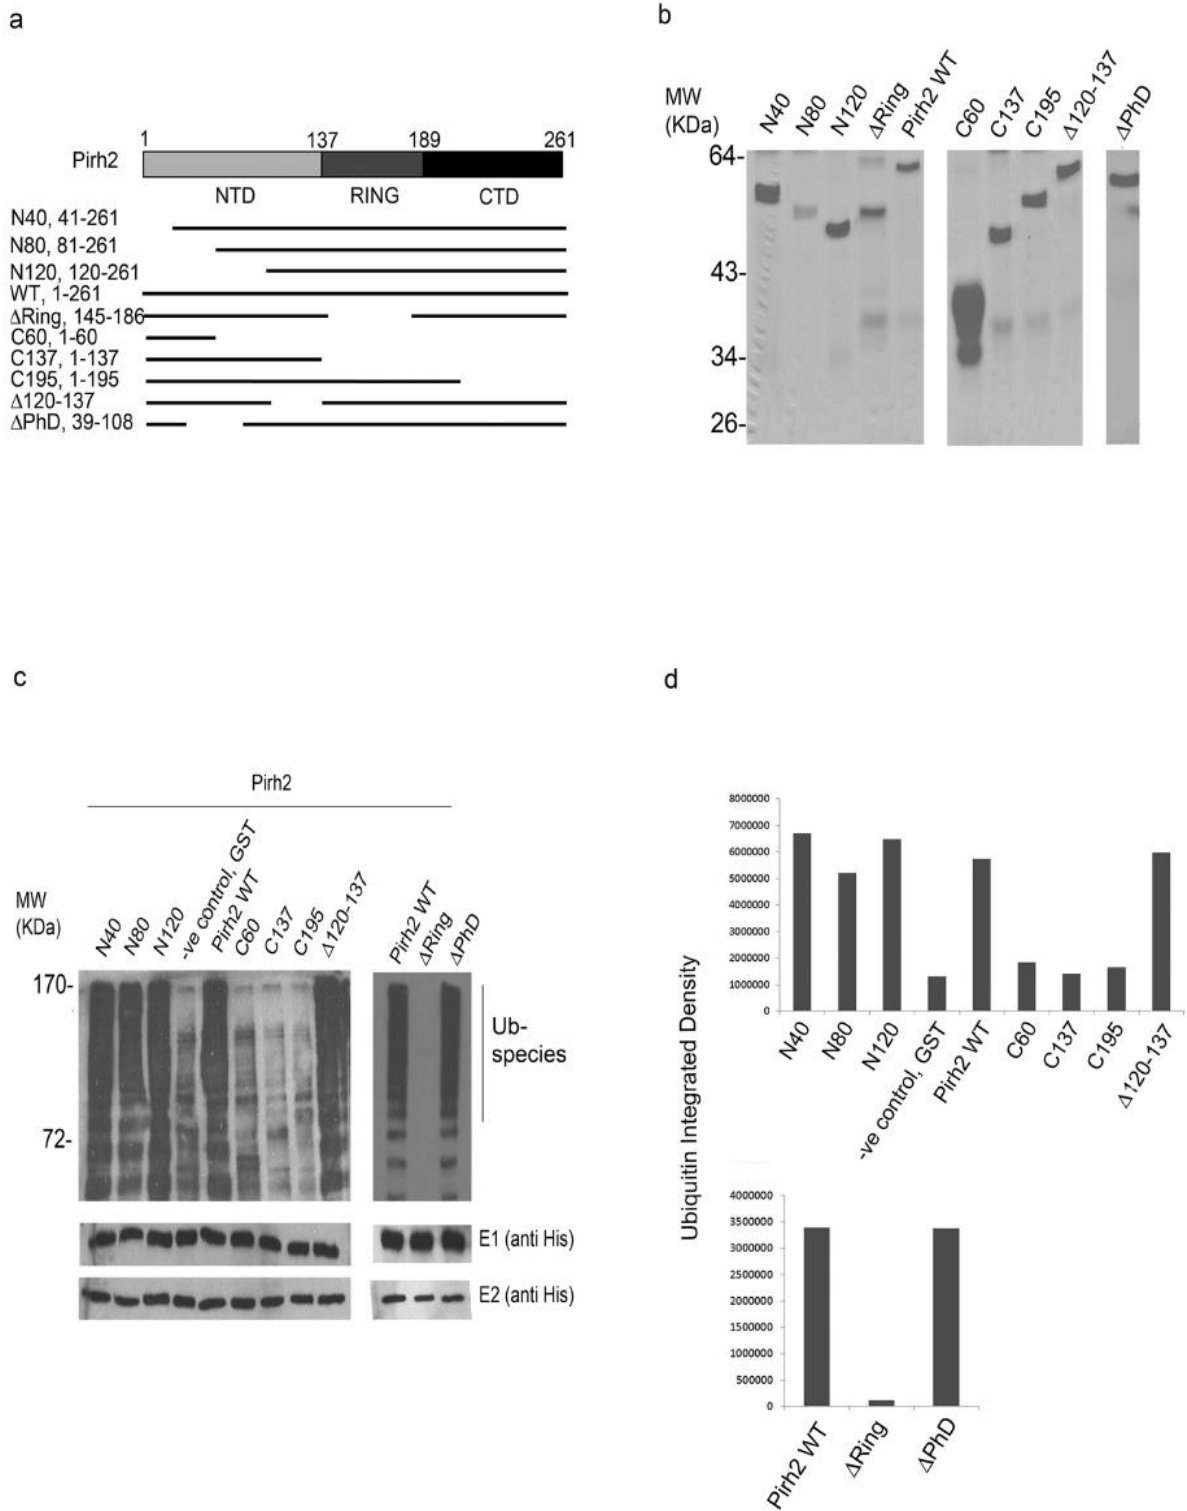 a
1 137 189 261
Pirh2
NTD RING CTD
N40, 41-261
N80, 81-261
N120, 120-261
WT, 1-261
ΔRing, 145-186
C60, 1-60
C137, 1-137
C195, 1-195
Δ120-137
ΔPhD, 39-108
b
MW
(KDa)
N40 N80 N120 ΔRing Pirh2 WT C60 C137 C195 Δ120-137 ΔPhD
64-
43-
34-
26-
c
Pirh2
MW
(KDa)
N40 N80 N120 -ve control, GST Pirh2 WT C60 C137 C195 Δ120-137 Pirh2 WT ΔRing ΔPhD
170-
72-
Ub-
species
E1 (anti His)
E2 (anti His)
d
Ubiquitin Integrated Density
8000000
7000000
6000000
5000000
4000000
3000000
2000000
1000000
0
N40 N80 N120 -ve control, GST Pirh2 WT C60 C137 C195 Δ120-137
4000000
3500000
3000000
2500000
2000000
1500000
1000000
500000
0
Pirh2 WT ΔRing ΔPhD